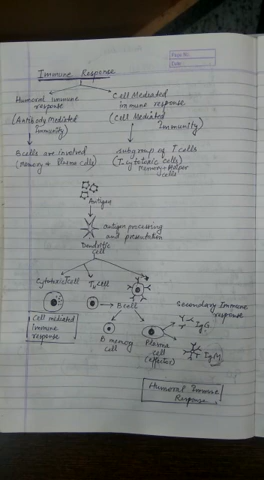 Page No.
Date
Immune Response
Humoral immune
response
(Antibody Mediated
immunity)
B cells are involved
(Memory + Plasma cells)
Cell Mediated
immune response
(Cell Mediated
immunity)
subgroup of T cells
(T cytotoxic cells)
Memory + Helper
cells
Antigen
antigen processing
and presentation
Dendritic
cell
Cytotoxic T cell
TH cell
B cell
Cell mediated
immune
response
B memory
cell
Plasma
cell
(effector)
Secondary Immune
response
IgG
IgM
Humoral Immune
Response